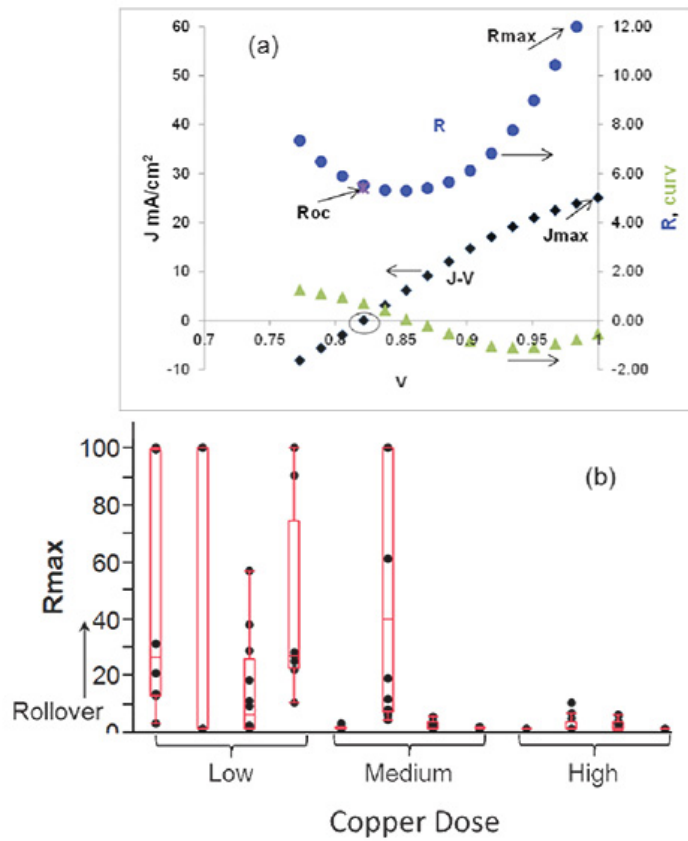 60
50
40
30
20
10
0
-10
J mA/cm²
(a)
Rmax
R
Roc
Jmax
J-V
12.00
10.00
8.00
6.00
4.00
2.00
0.00
-2.00
R, curv
0.7
0.75
0.8
0.85
0.9
0.95
1
V
100
80
60
40
20
0
Rmax
Rollover
(b)
Low
Medium
High
Copper Dose